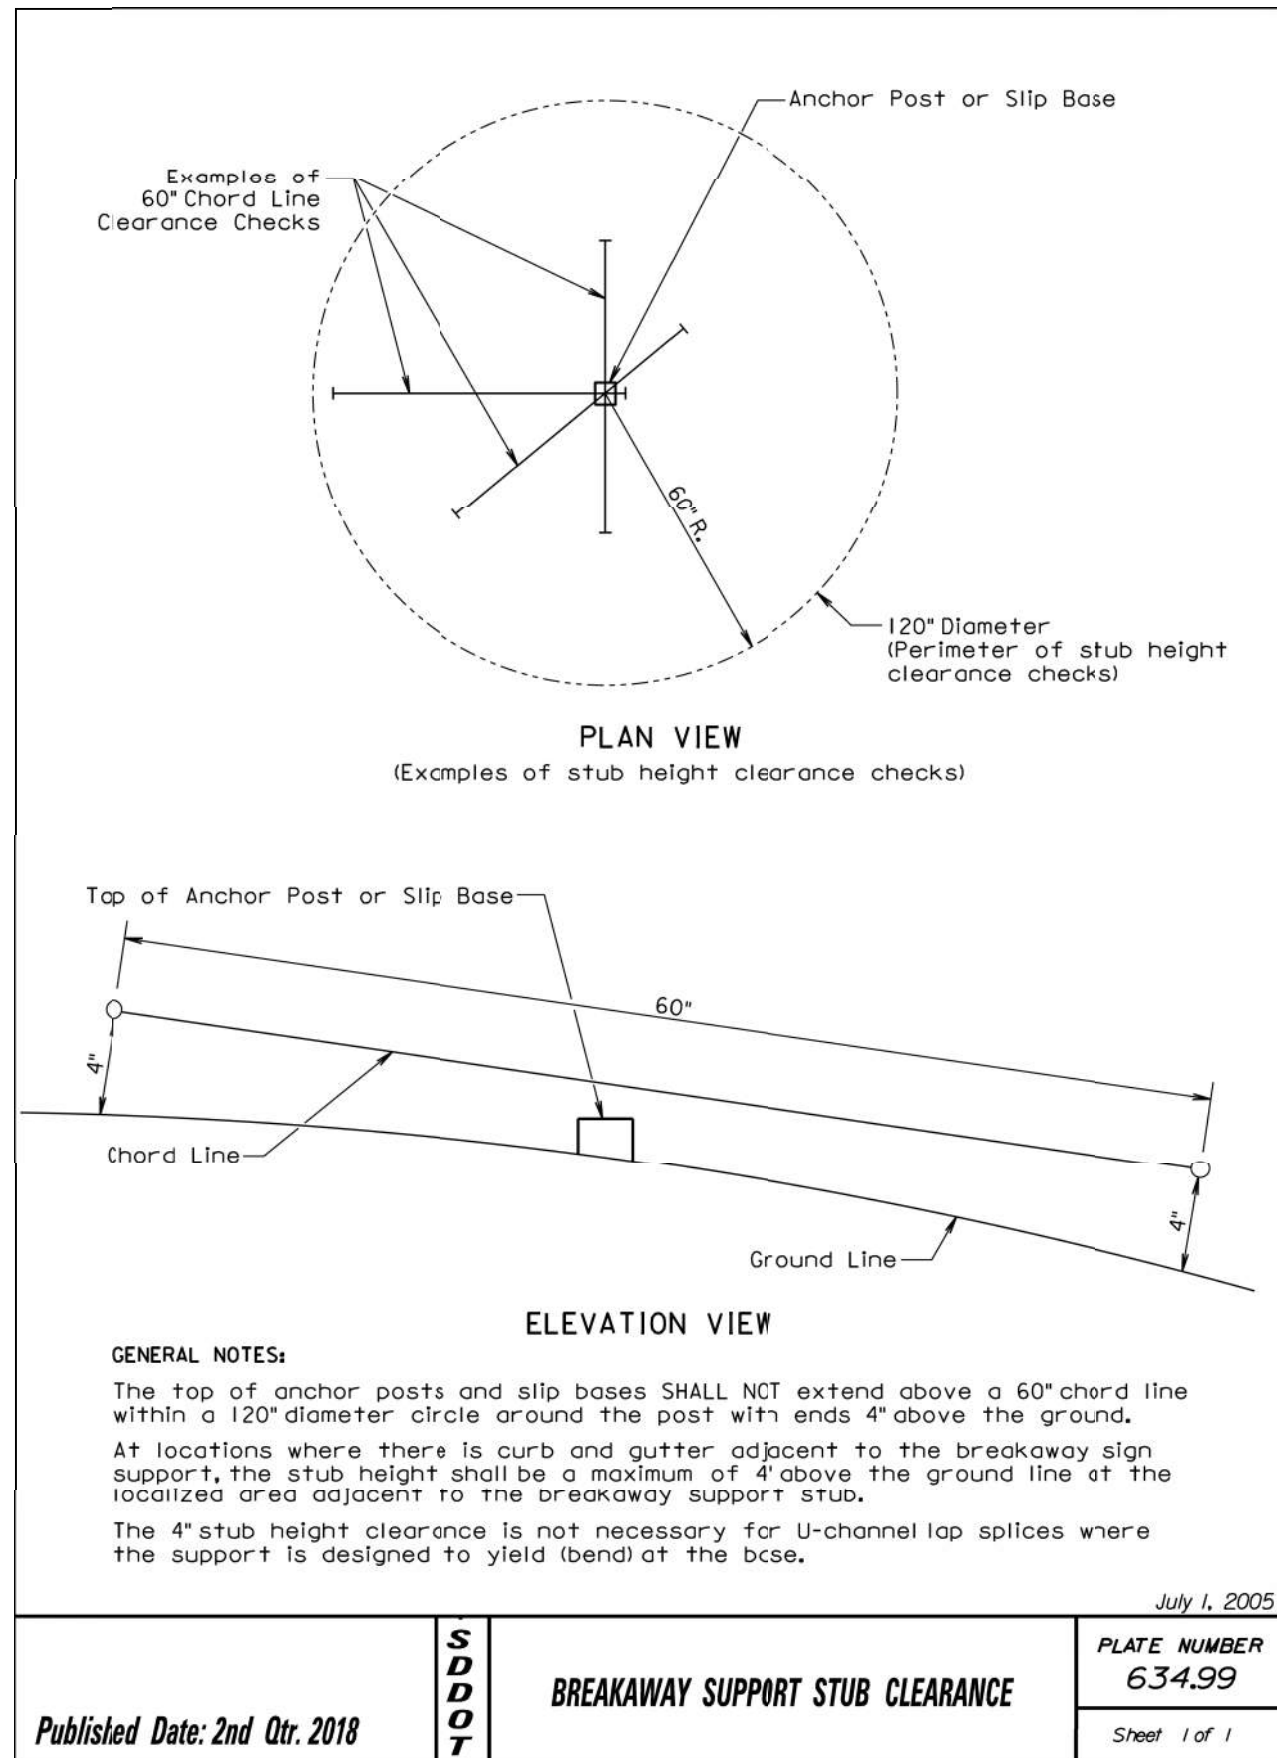 Anchor Post or Slip Base
Examples of
60" Chord Line
Clearance Checks
60" R.
120" Diameter
(Perimeter of stub height
clearance checks)
PLAN VIEW
(Examples of stub height clearance checks)
Top of Anchor Post or Slip Base
60"
4"
Chord Line
4"
Ground Line
ELEVATION VIEW
GENERAL NOTES:
The top of anchor posts and slip bases SHALL NOT extend above a 60" chord line
within a 120" diameter circle around the post with ends 4" above the ground.
At locations where there is curb and gutter adjacent to the breakaway sign
support, the stub height shall be a maximum of 4' above the ground line at the
localized area adjacent to the breakaway support stub.
The 4" stub height clearance is not necessary for U-channel lap splices where
the support is designed to yield (bend) at the base.
July 1, 2005
Published Date: 2nd Qtr. 2018
SDDOT
BREAKAWAY SUPPORT STUB CLEARANCE
PLATE NUMBER
634.99
Sheet 1 of 1